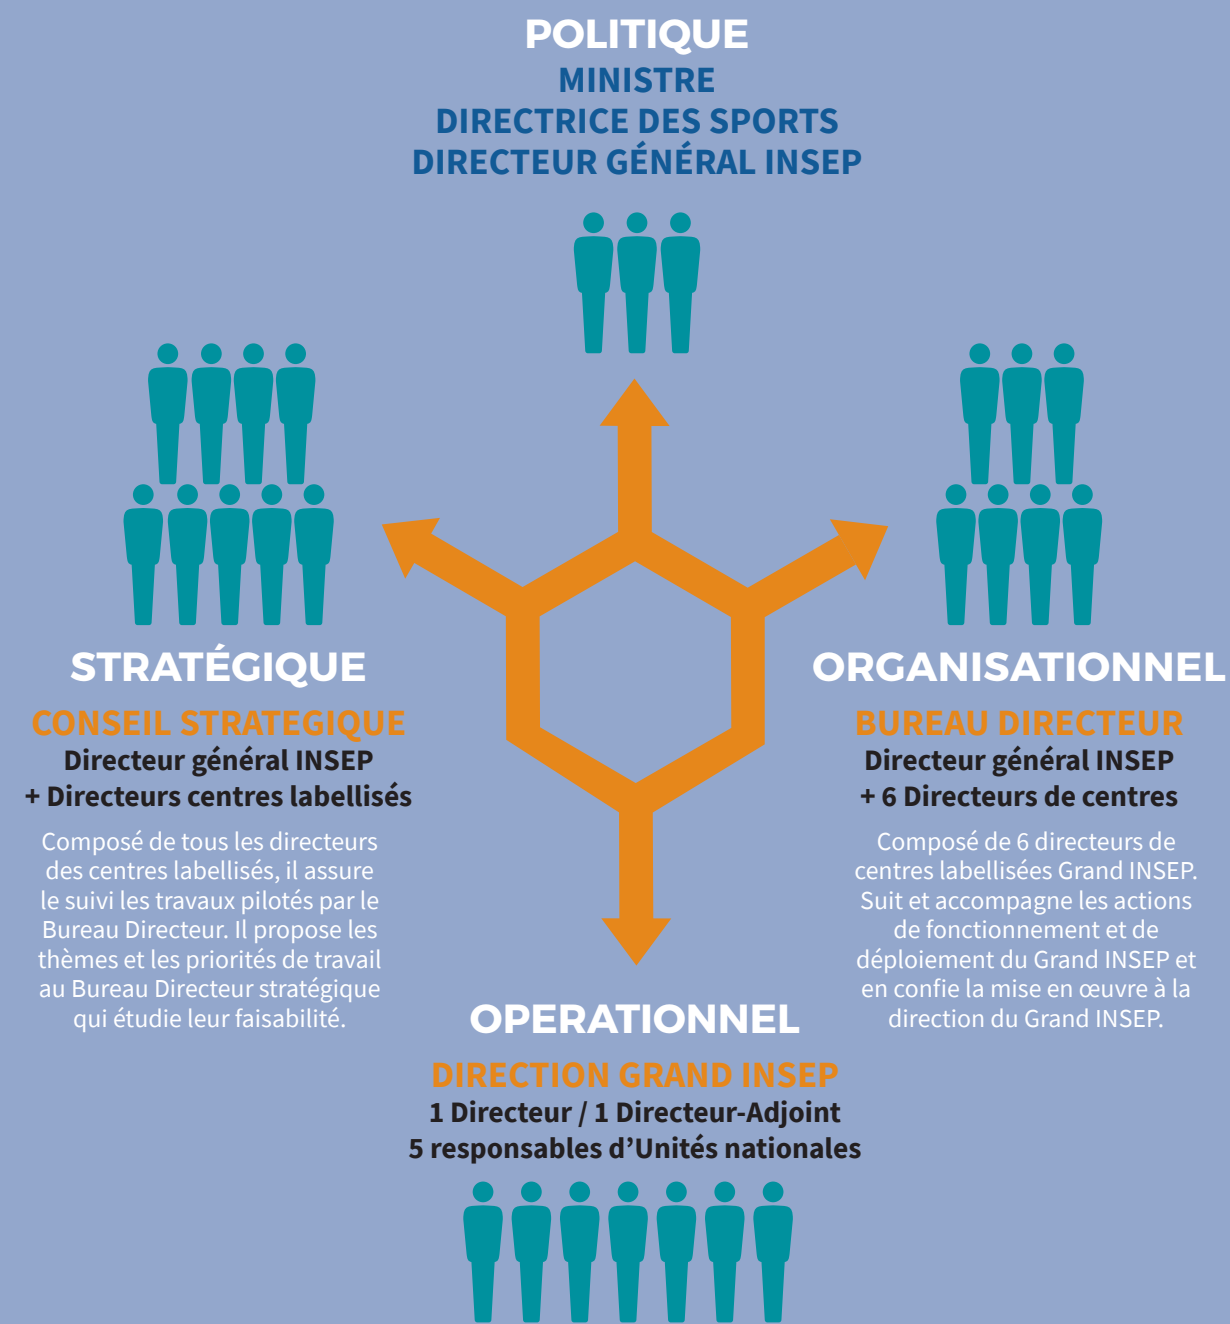 POLITIQUE
MINISTRE
DIRECTRICE DES SPORTS
DIRECTEUR GÉNÉRAL INSEP
STRATÉGIQUE
CONSEIL STRATEGIQUE
Directeur général INSEP
+ Directeurs centres labellisés
Composé de tous les directeurs
des centres labellisés, il assure
le suivi les travaux pilotés par le
Bureau Directeur. Il propose les
thèmes et les priorités de travail
au Bureau Directeur stratégique
qui étudie leur faisabilité.
ORGANISATIONNEL
BUREAU DIRECTEUR
Directeur général INSEP
+ 6 Directeurs de centres
Composé de 6 directeurs de
centres labellisées Grand INSEP.
Suit et accompagne les actions
de fonctionnement et de
déploiement du Grand INSEP et
en confie la mise en œuvre à la
direction du Grand INSEP.
OPERATIONNEL
DIRECTION GRAND INSEP
1 Directeur / 1 Directeur-Adjoint
5 responsables d’Unités nationales